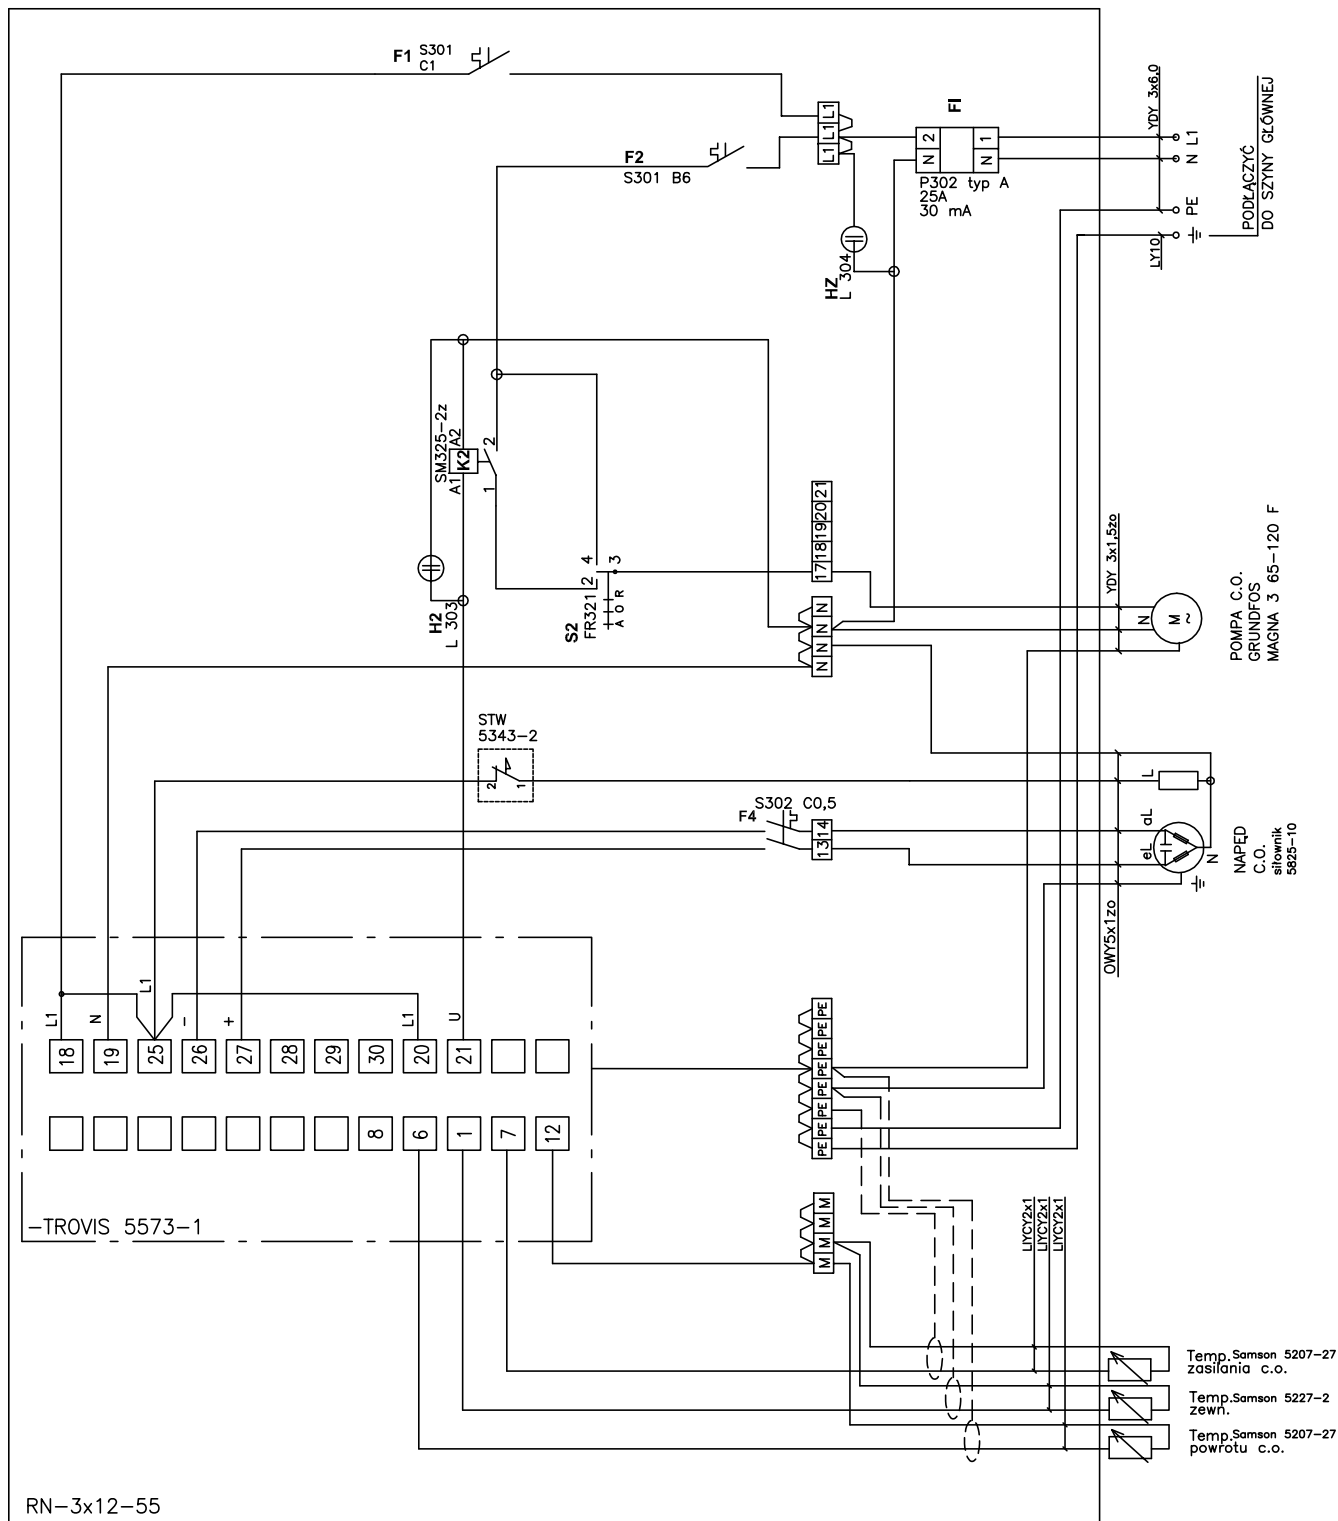 F1 S301
C1
F2
S301 B6
L1 L1 L1
FI
2 1
N N
P302 typ A
25A
30 mA
YDY 3x6,0
L1
N
PE
LY10
PODŁĄCZYĆ
DO SZYNY GŁÓWNEJ
HZ
L 304
SM325-2z
A1 K2 A2
1 2
H2
L 303
S2
FR321
2 4
3
A O R
17 18 19 20 21
N N N N
YDY 3x1,5żo
N
M
~
POMPA C.O.
GRUNDFOS
MAGNA 3 65-120 F
STW
5343-2
2 1
F4
S302 C0,5
13 14
L
aL
eL
N
NAPĘD
C.O.
siłownik
5825-10
OWY5x1żo
L1 N L1 - + L1 U
18 19 25 26 27 28 29 30 20 21
8 6 1 7 12
-TROVIS 5573-1
PE PE PE PE PE PE PE PE
M M M M
LIYCY2x1
LIYCY2x1
LIYCY2x1
Temp. Samson 5207-27
zasilania c.o.
Temp. Samson 5227-2
zewn.
Temp. Samson 5207-27
powrotu c.o.
RN-3x12-55